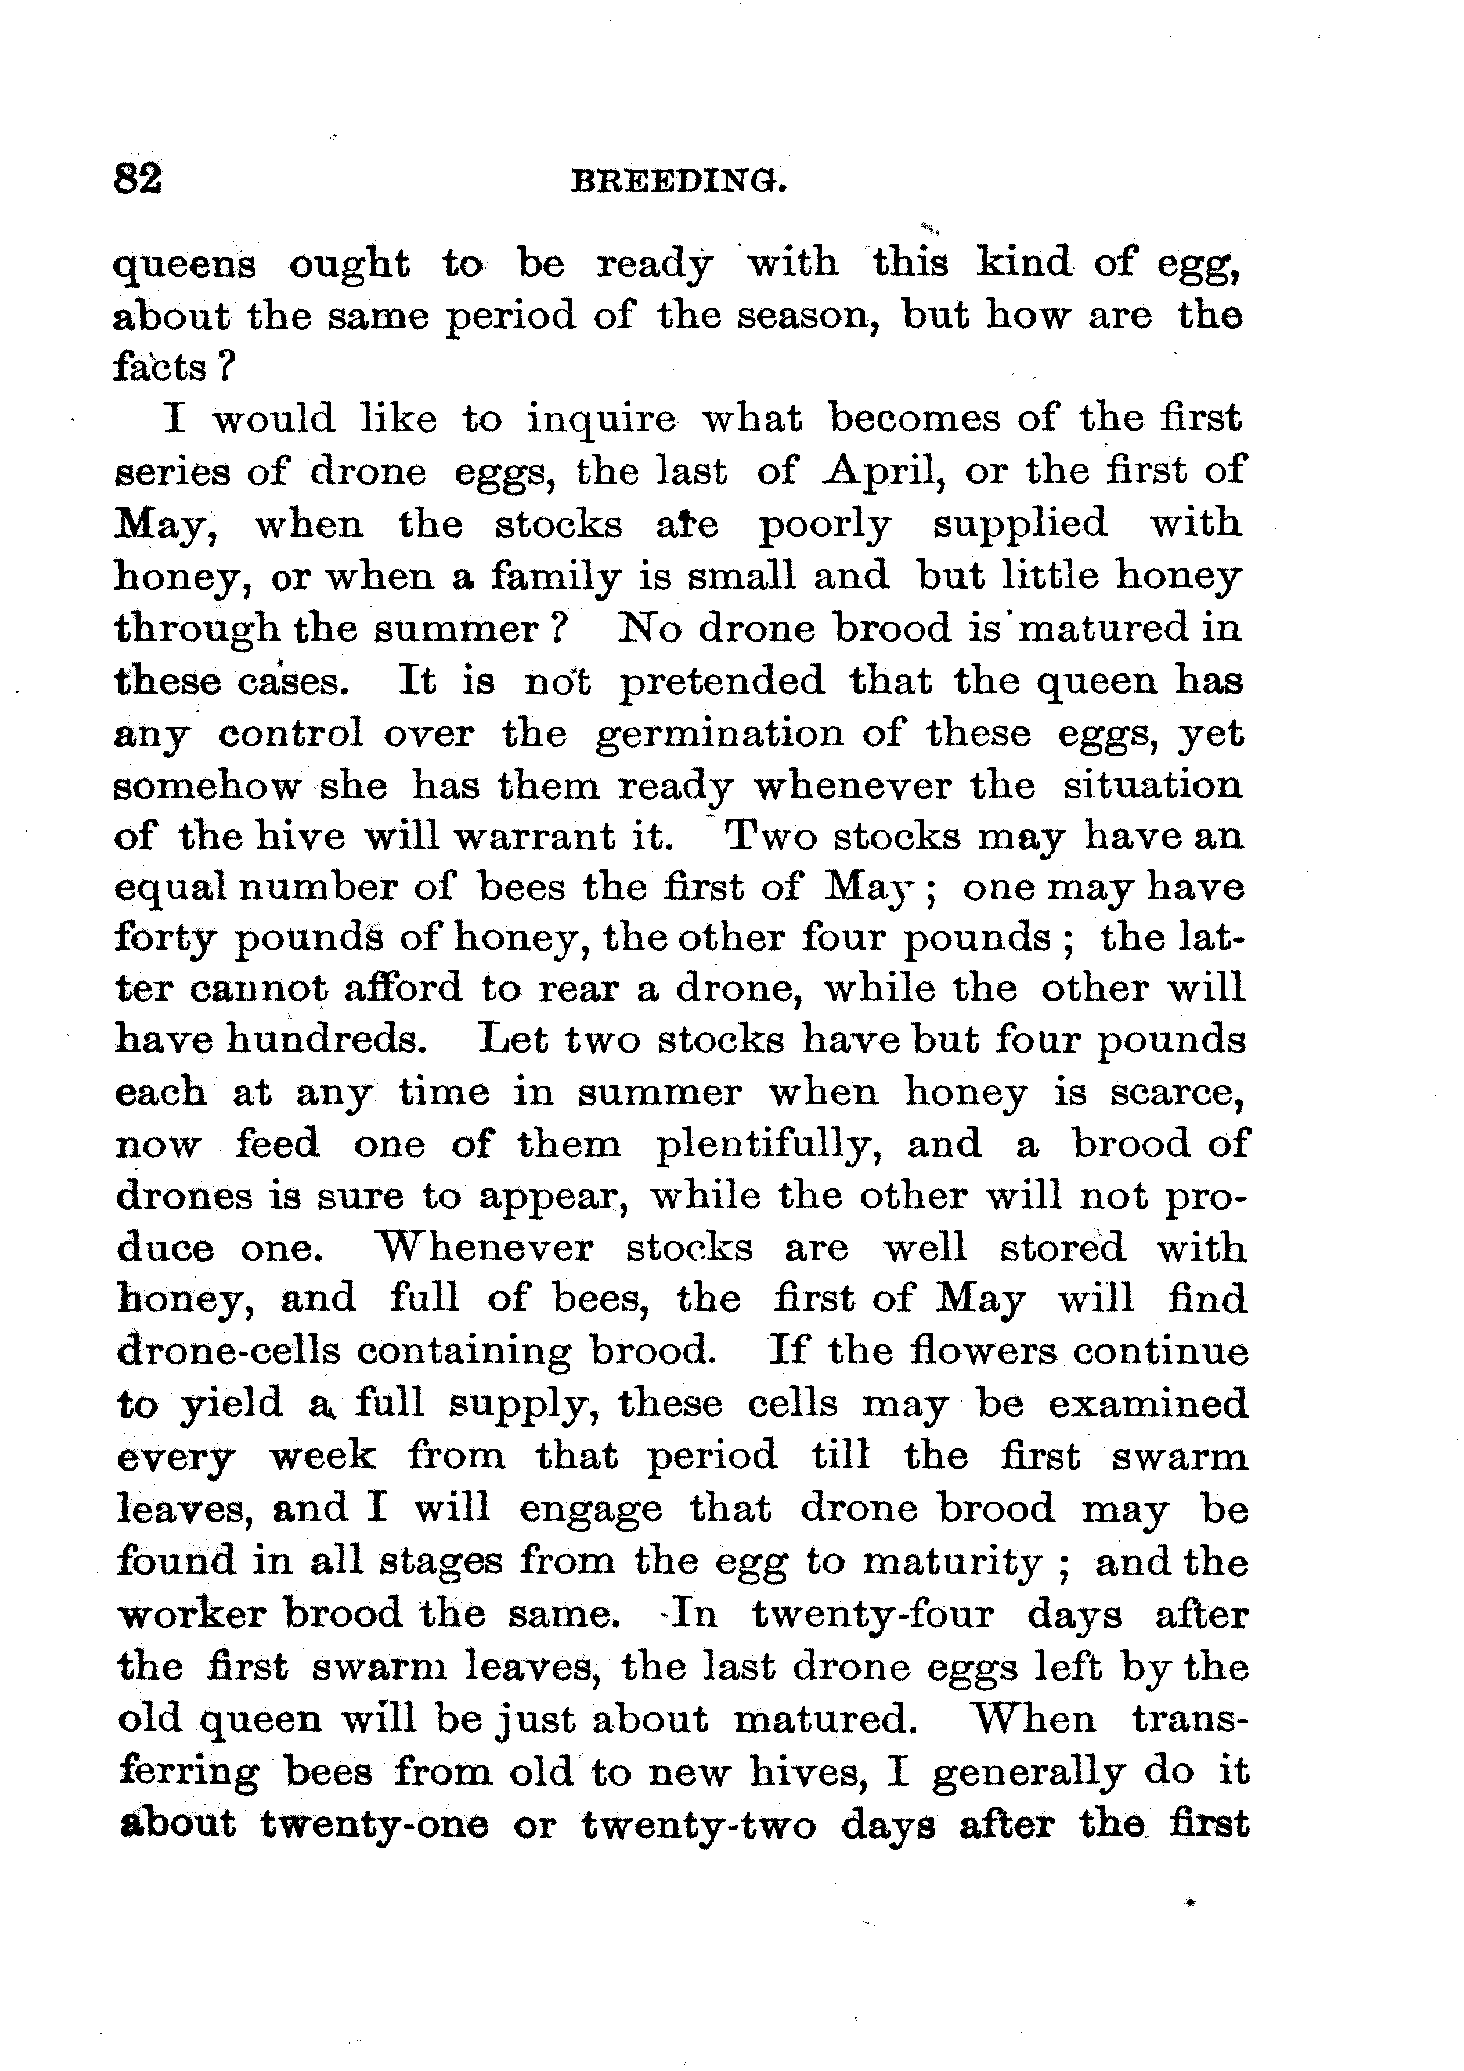 82 BREEDING.
queens ought to be ready with this kind of egg,
about the same period of the season, but how are the
facts ?
I would like to inquire what becomes of the first
series of drone eggs, the last of April, or the first of
May, when the stocks are poorly supplied with
honey, or when a family is small and but little honey
through the summer ? No drone brood is matured in
these cases. It is not pretended that the queen has
any control over the germination of these eggs, yet
somehow she has them ready whenever the situation
of the hive will warrant it. Two stocks may have an
equal number of bees the first of May ; one may have
forty pounds of honey, the other four pounds ; the lat-
ter cannot afford to rear a drone, while the other will
have hundreds. Let two stocks have but four pounds
each at any time in summer when honey is scarce,
now feed one of them plentifully, and a brood of
drones is sure to appear, while the other will not pro-
duce one. Whenever stocks are well stored with
honey, and full of bees, the first of May will find
drone-cells containing brood. If the flowers continue
to yield a full supply, these cells may be examined
every week from that period till the first swarm
leaves, and I will engage that drone brood may be
found in all stages from the egg to maturity ; and the
worker brood the same. In twenty-four days after
the first swarm leaves, the last drone eggs left by the
old queen will be just about matured. When trans-
ferring bees from old to new hives, I generally do it
about twenty-one or twenty-two days after the first